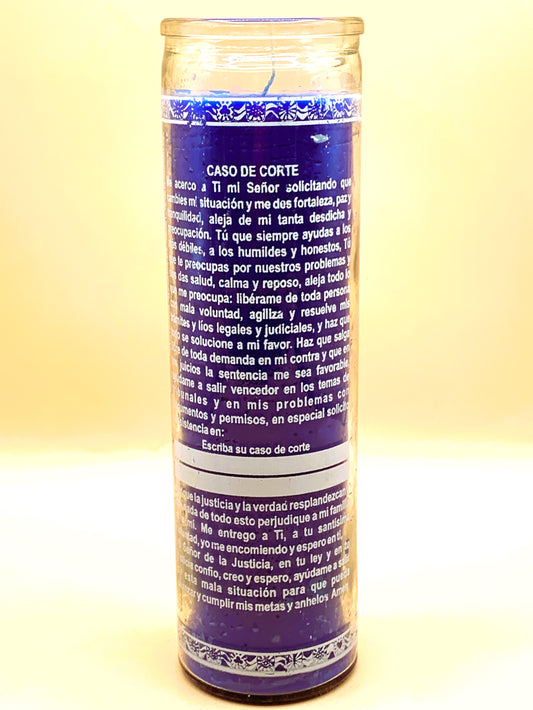 CASO DE CORTE
acerco a Ti mi Señor solicitando que
mi situación y me des fortaleza, paz y
aleja de mi tanta desdicha y
Tú que siempre ayudas a los
débiles, a los humildes y honestos, Tú
te preocupas por nuestros problemas y
das salud, calma y reposo, aleja todo lo
me preocupa: libérame de toda persona
mala voluntad, agiliza y resuelve mis
y líos legales y judiciales, y haz que
se solucione a mi favor. Haz que salga
de toda demanda en mi contra y que en
juicios la sentencia me sea favorable
a salir vencedor en los temas de
y en mis problemas con
y permisos, en especial solicito
en:
Escriba su caso de corte
que la justicia y la verdad resplandezcan
de todo esto perjudique a mi
mi. Me entrego a Ti, a tu
yo me encomiendo y espero en ti,
de la Justicia, en tu ley y en tu
confio, creo y espero, ayúdame a
esta mala situación para que pueda
y cumplir mis metas y anhelos